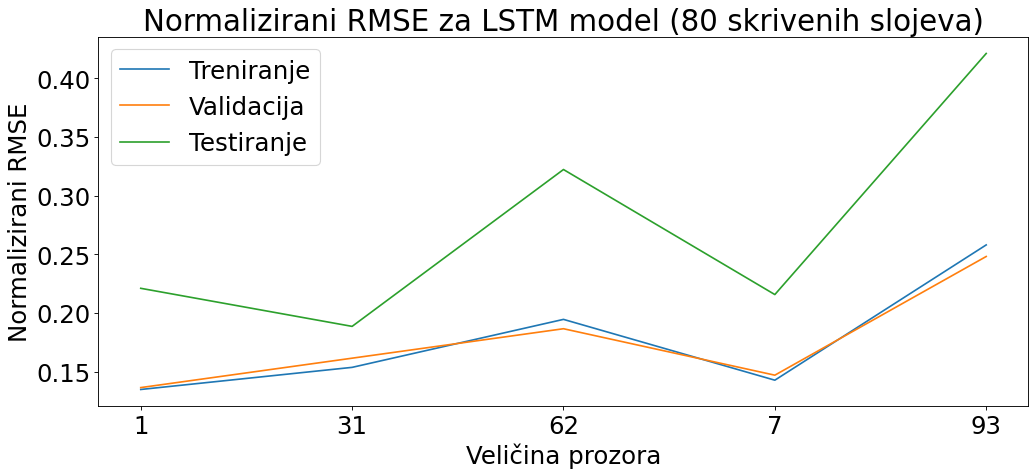 Normalizirani RMSE za LSTM model (80 skrivenih slojeva)
Treniranje
Validacija
Testiranje
Normalizirani RMSE
0.40
0.35
0.30
0.25
0.20
0.15
1 31 62 7 93
Veličina prozora